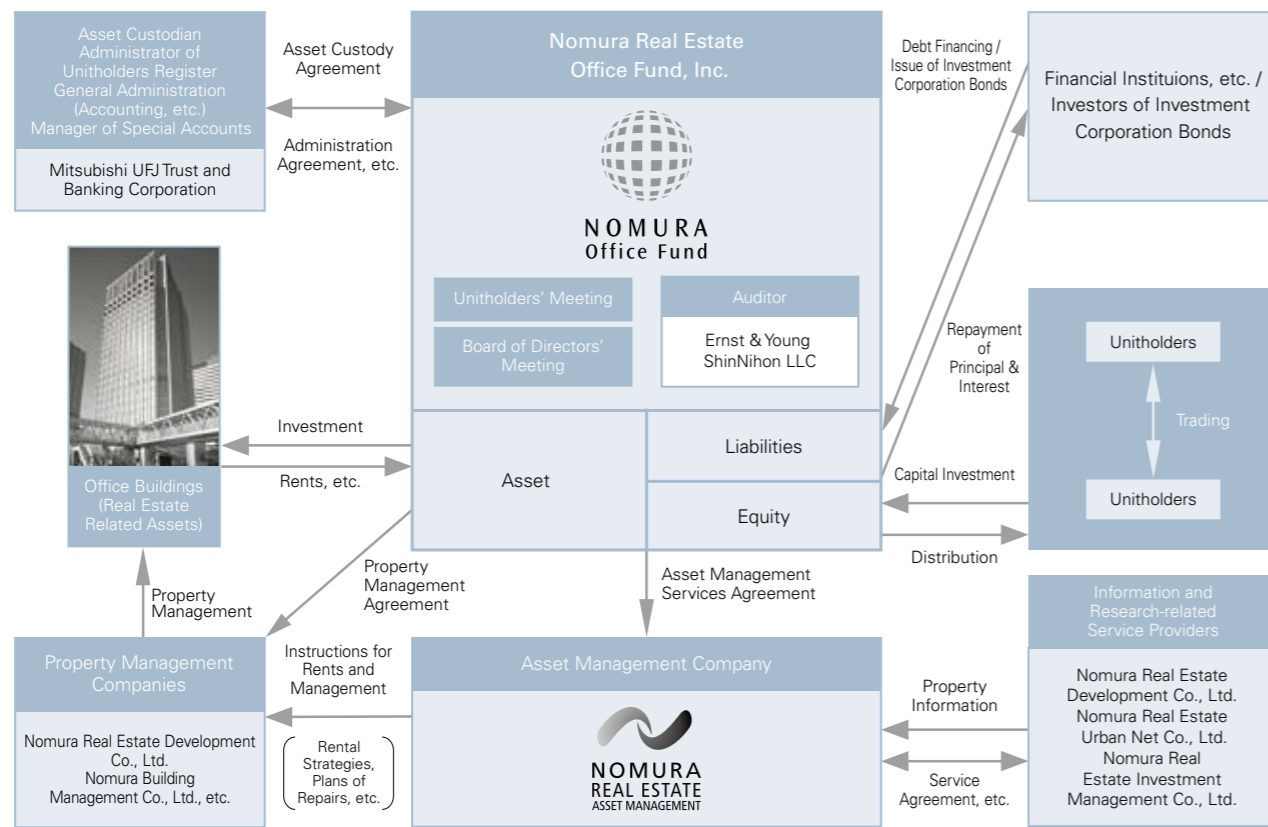 Asset Custodian
Administrator of
Unitholders Register
General Administration
(Accounting, etc.)
Manager of Special Accounts
Mitsubishi UFJ Trust and
Banking Corporation
Asset Custody
Agreement
Administration
Agreement, etc.
Nomura Real Estate
Office Fund, Inc.
NOMURA
Office Fund
Unitholders' Meeting
Board of Directors'
Meeting
Auditor
Ernst & Young
ShinNihon LLC
Debt Financing /
Issue of Investment
Corporation Bonds
Financial Instituions, etc. /
Investors of Investment
Corporation Bonds
Repayment
of
Principal &
Interest
Unitholders
Trading
Unitholders
Investment
Rents, etc.
Office Buildings
(Real Estate
Related Assets)
Asset
Liabilities
Equity
Capital Investment
Distribution
Property
Management
Property
Management
Agreement
Asset Management
Services Agreement
Property Management
Companies
Nomura Real Estate Development
Co., Ltd.
Nomura Building
Management Co., Ltd., etc.
Instructions for
Rents and
Management
Rental
Strategies,
Plans of
Repairs, etc.
Asset Management Company
NOMURA
REAL ESTATE
ASSET MANAGEMENT
Property
Information
Service
Agreement, etc.
Information and
Research-related
Service Providers
Nomura Real Estate
Development Co., Ltd.
Nomura Real Estate
Urban Net Co., Ltd.
Nomura Real
Estate Investment
Management Co., Ltd.